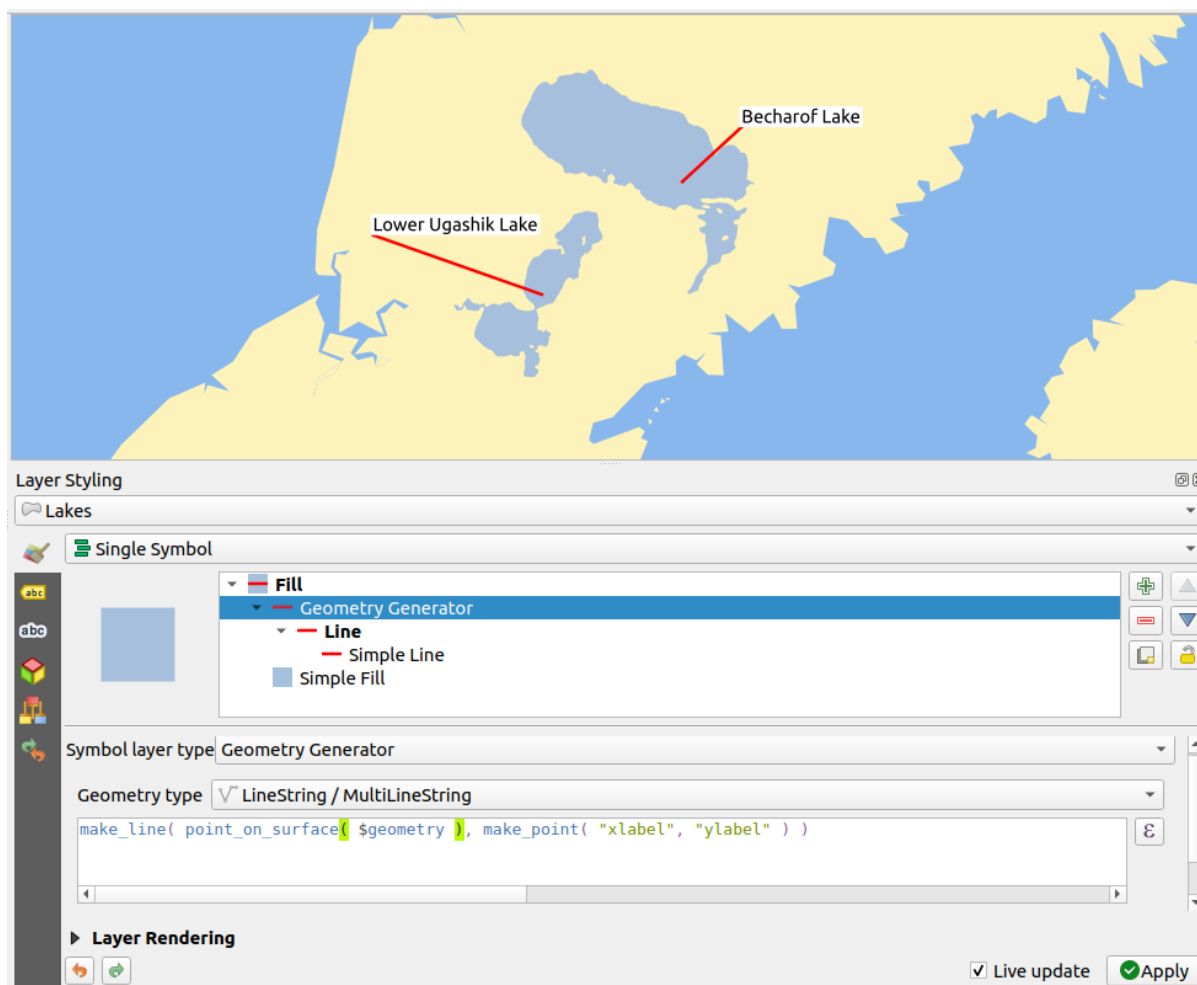 Becharof Lake
Lower Ugashik Lake
Layer Styling
Lakes
Single Symbol
abc
abc
Fill
Geometry Generator
Line
Simple Line
Simple Fill
Symbol layer type Geometry Generator
Geometry type LineString / MultiLineString
make_line( point_on_surface( $geometry ), make_point( "xlabel", "ylabel" ) )
ε
Layer Rendering
Live update
Apply